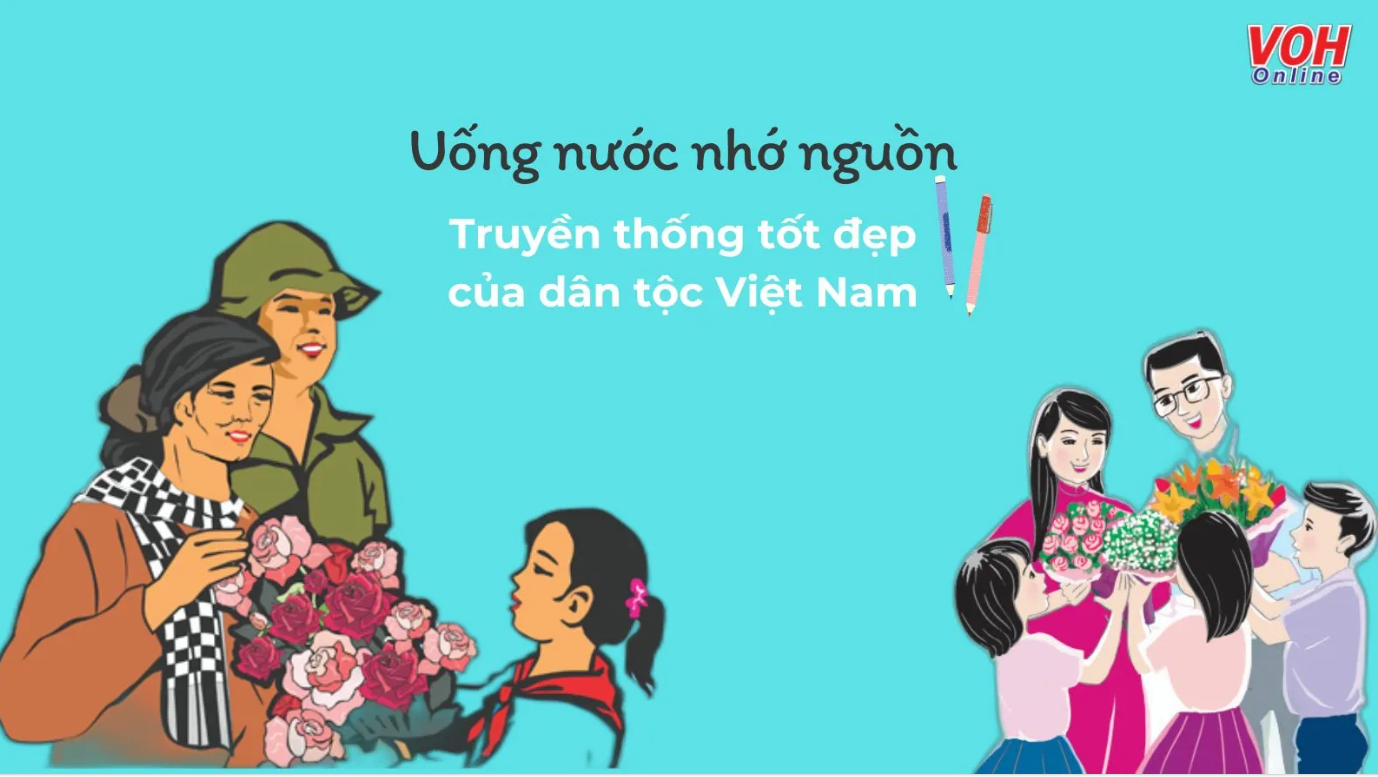 VOH
Online
Uống nước nhớ nguồn
Truyền thống tốt đẹp
của dân tộc Việt Nam